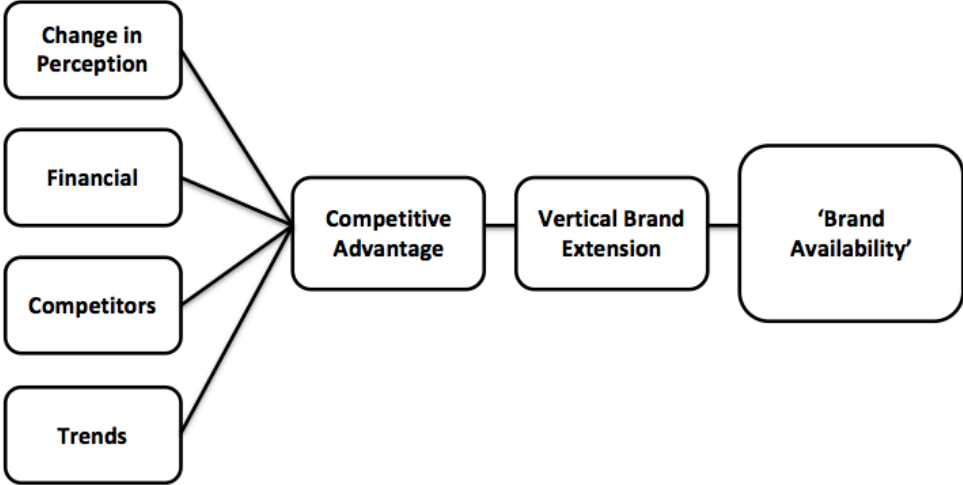 Change in
Perception
Financial
Competitors
Trends
Competitive
Advantage
Vertical Brand
Extension
‘Brand
Availability’